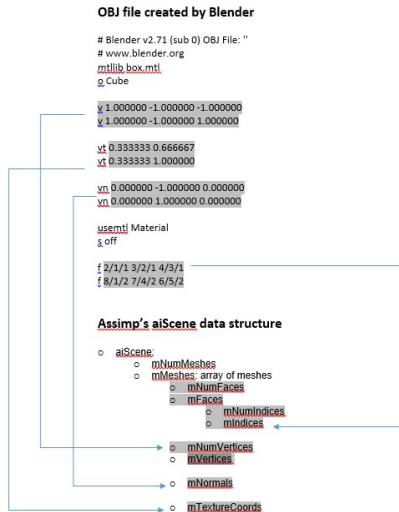 OBJ file created by Blender
# Blender v2.71 (sub 0) OBJ File: ''
# www.blender.org
mtllib box.mtl
o Cube
v 1.000000 -1.000000 -1.000000
v 1.000000 -1.000000 1.000000
vt 0.333333 0.666667
vt 0.333333 1.000000
vn 0.000000 -1.000000 0.000000
vn 0.000000 1.000000 0.000000
usemtl Material
s off
f 2/1/1 3/2/1 4/3/1
f 8/1/2 7/4/2 6/5/2
Assimp's aiScene data structure
o aiScene:
o mNumMeshes
o mMeshes: array of meshes
o mNumFaces
o mFaces
o mNumIndices
o mIndices
o mNumVertices
o mVertices
o mNormals
o mTextureCoords